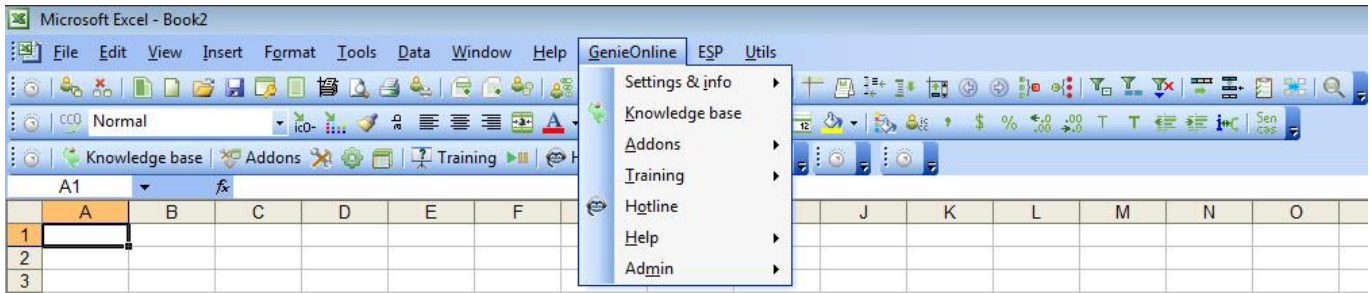 Microsoft Excel - Book2
File Edit View Insert Format Tools Data Window Help GenieOnline ESP Utils
Settings & info
Normal
Knowledge base
Addons
Knowledge base Addons Training H
Training
A1 fx
Hotline
A B C D E F J K L M N O
1
Help
2
Admin
3